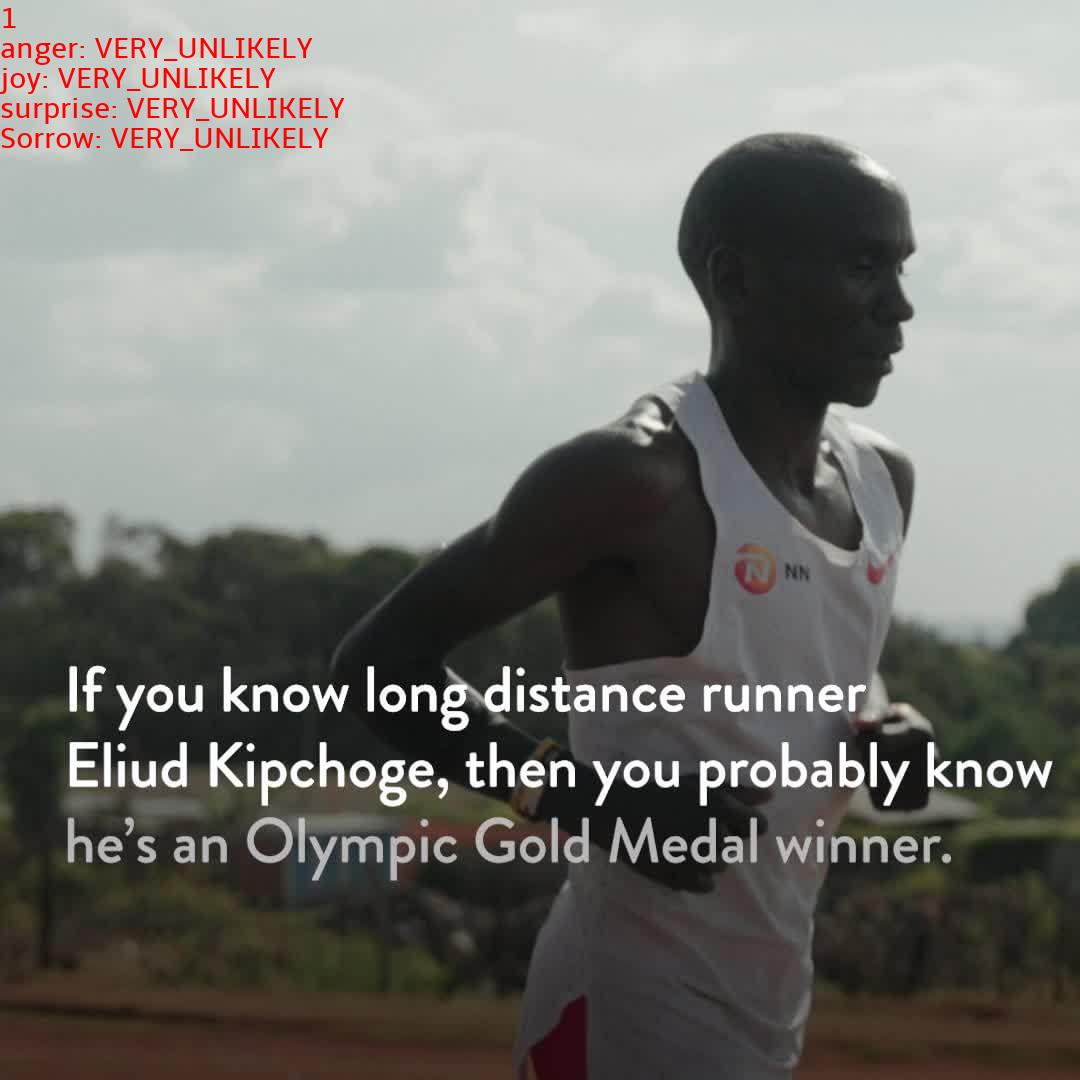 1
anger: VERY_UNLIKELY
joy: VERY_UNLIKELY
surprise: VERY_UNLIKELY
Sorrow: VERY_UNLIKELY
N NN
If you know long distance runner
Eliud Kipchoge, then you probably know
he's an Olympic Gold Medal winner.